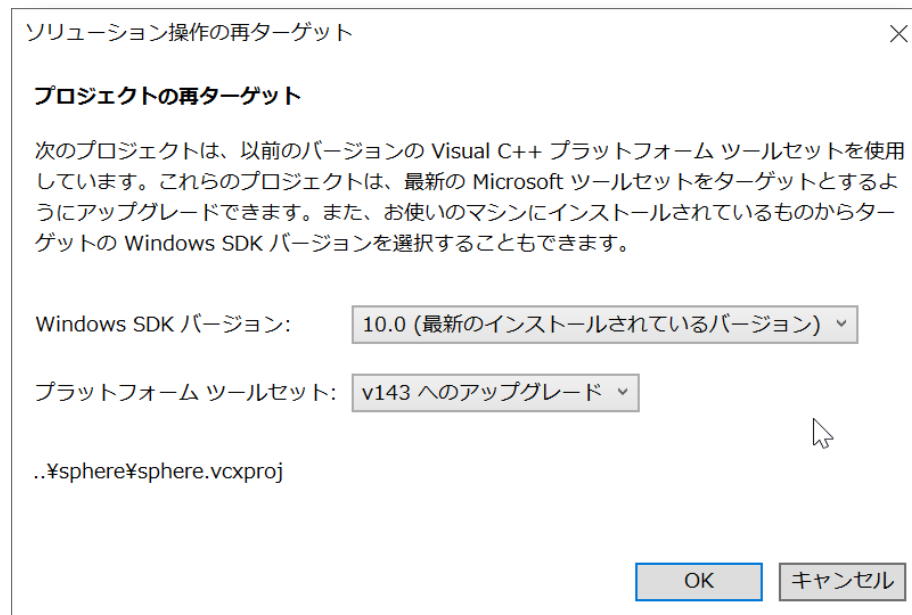 ソリューション操作の再ターゲット
プロジェクトの再ターゲット
次のプロジェクトは、以前のバージョンの Visual C++ プラットフォーム ツールセットを使用
しています。これらのプロジェクトは、最新の Microsoft ツールセットをターゲットとするよ
うにアップグレードできます。また、お使いのマシンにインストールされているものからター
ゲットの Windows SDK バージョンを選択することもできます。
Windows SDK バージョン: 10.0 (最新のインストールされているバージョン)
プラットフォーム ツールセット: v143 へのアップグレード
..¥sphere¥sphere.vcxproj
OK キャンセル